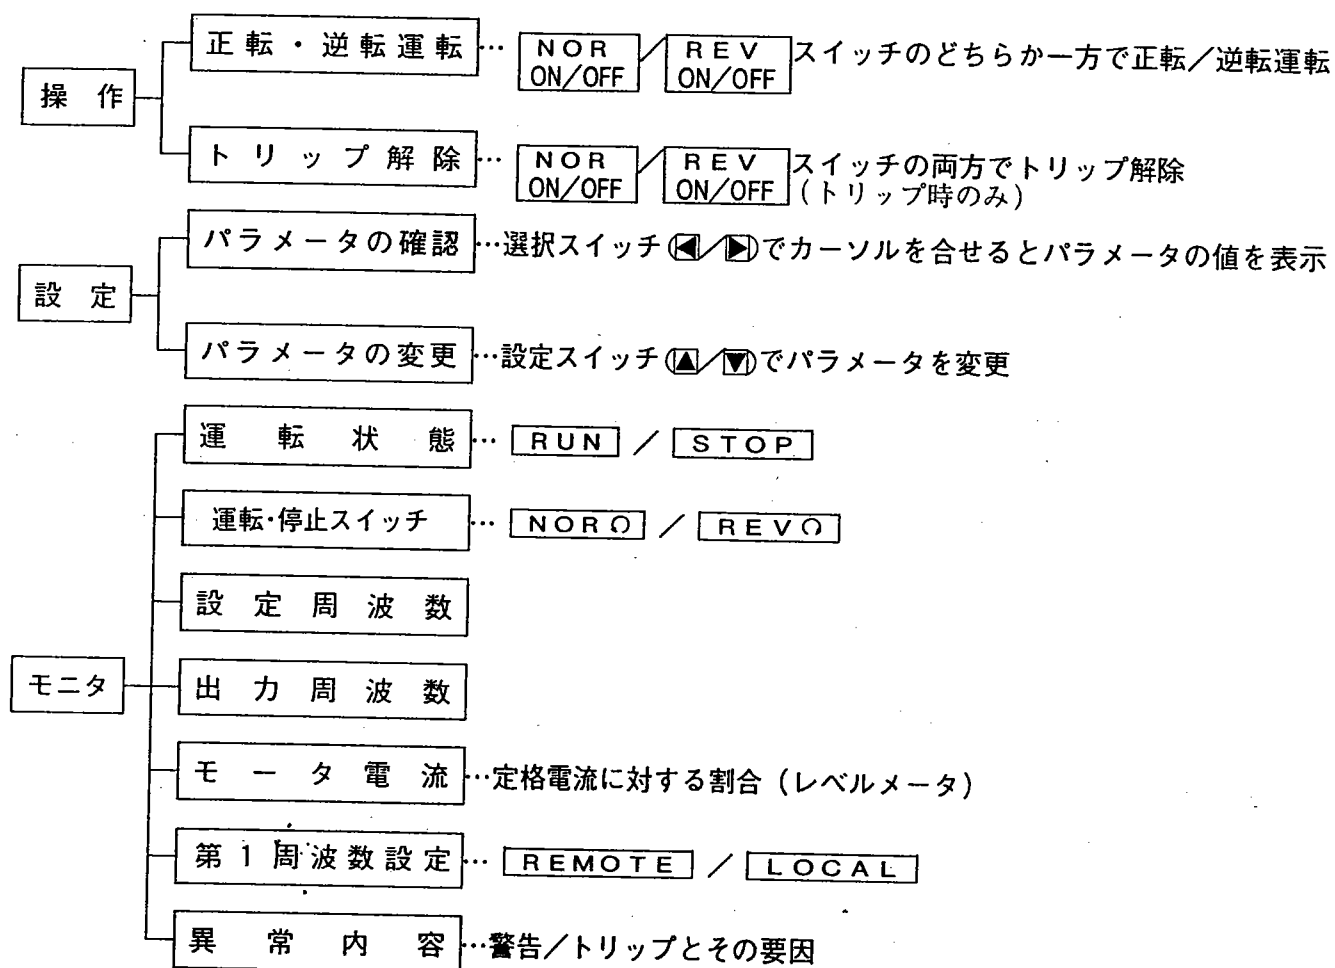 操作
正転・逆転運転… NOR ON/OFF / REV ON/OFF スイッチのどちらか一方で正転/逆転運転
トリップ解除… NOR ON/OFF / REV ON/OFF スイッチの両方でトリップ解除
(トリップ時のみ)
設定
パラメータの確認…選択スイッチ(◀/▶)でカーソルを合せるとパラメータの値を表示
パラメータの変更…設定スイッチ(▲/▼)でパラメータを変更
モニタ
運転状態… RUN / STOP
運転・停止スイッチ… NOR↻ / REV↻
設定周波数
出力周波数
モータ電流…定格電流に対する割合(レベルメータ)
第1周波数設定… REMOTE / LOCAL
異常内容…警告/トリップとその要因